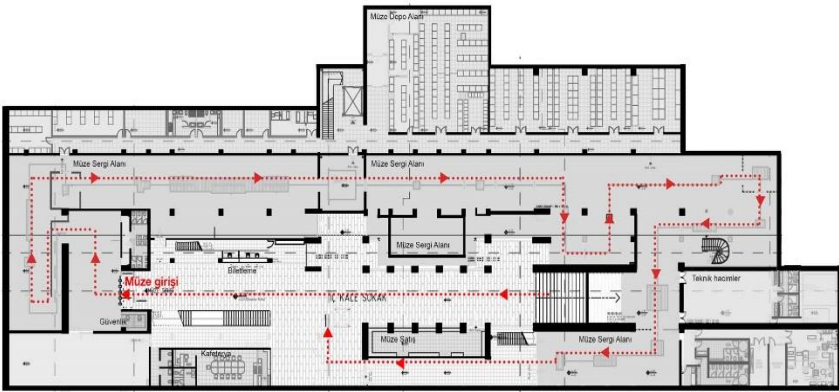 Müze Depo Alanı
Müze Sergi Alanı
Müze Sergi Alanı
Müze Sergi Alanı
Biletleme
Müze girişi
Teknik hacimler
İÇ KALE SOKAK
Güvenlik
Müze Satış
Müze Sergi Alanı
Kafeterya